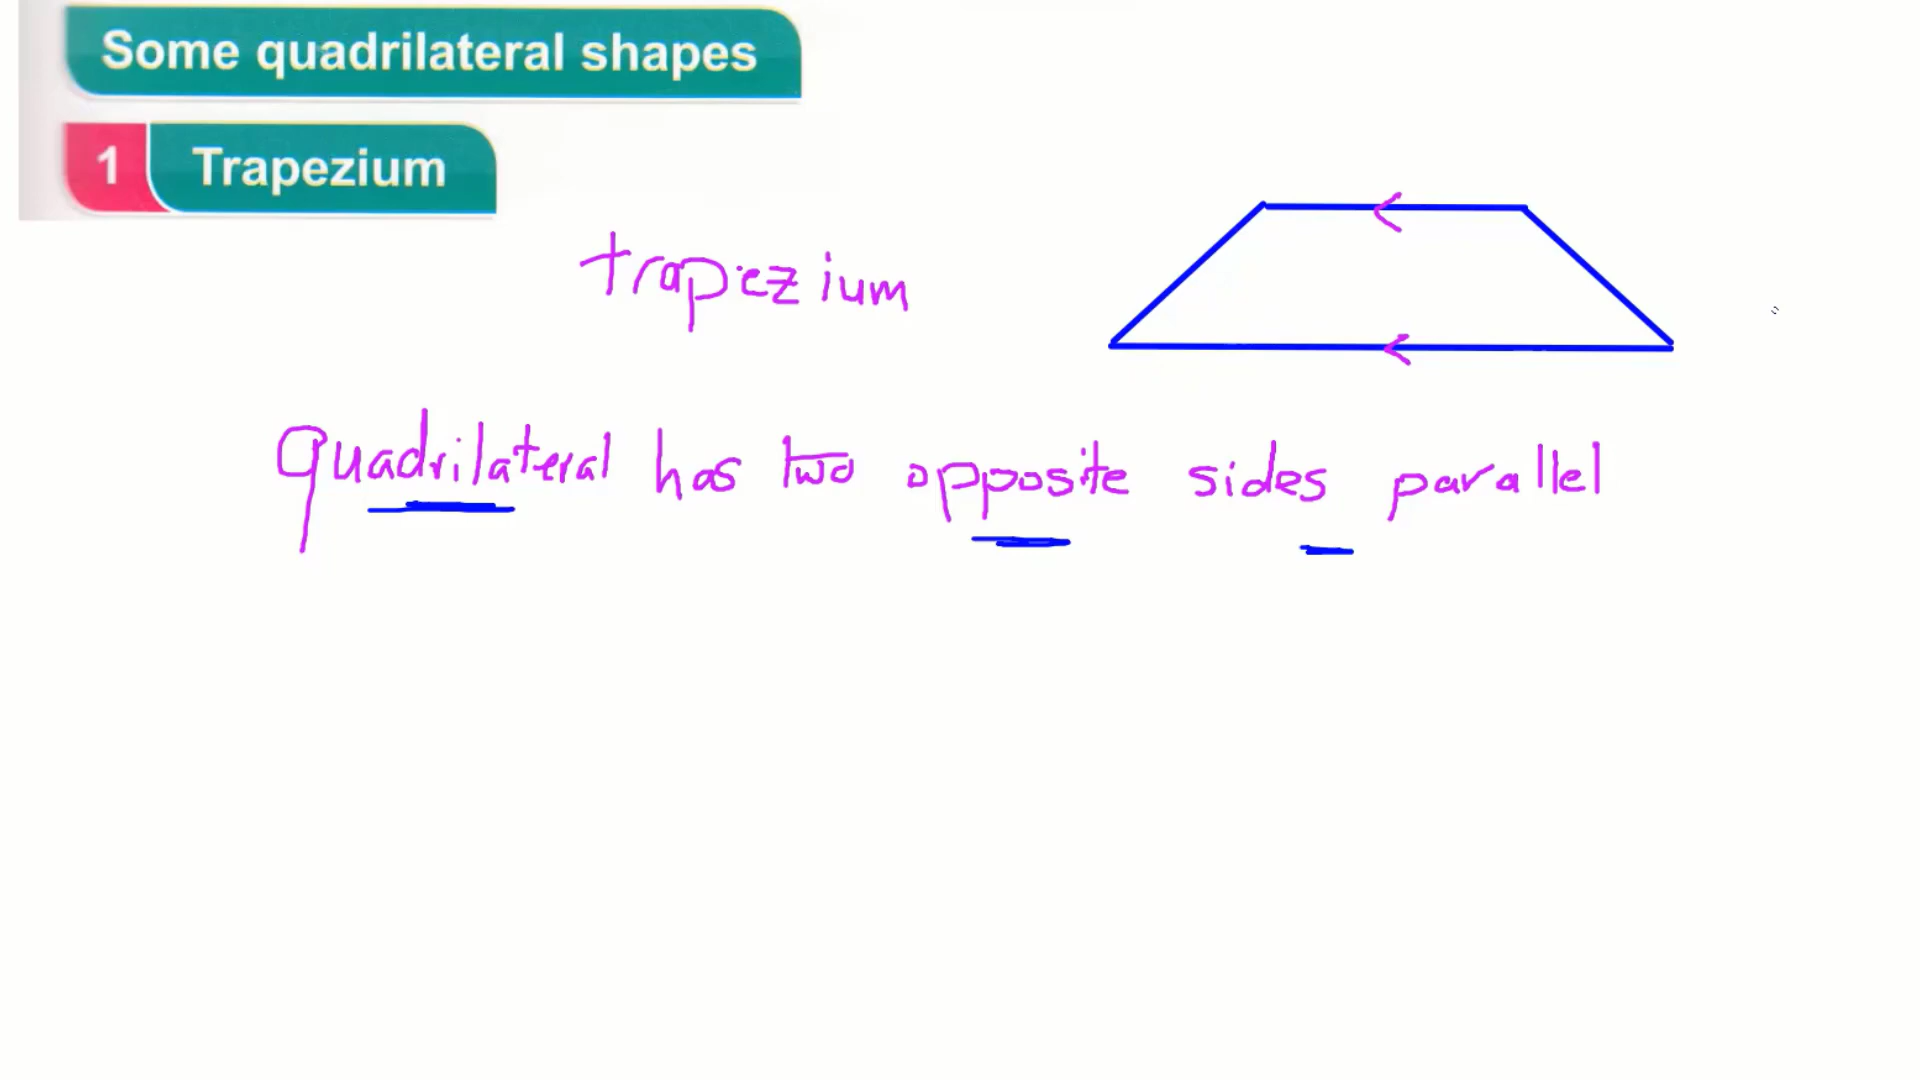 Some quadrilateral shapes
1 Trapezium
trapezium
Quadrilateral has two opposite sides parallel